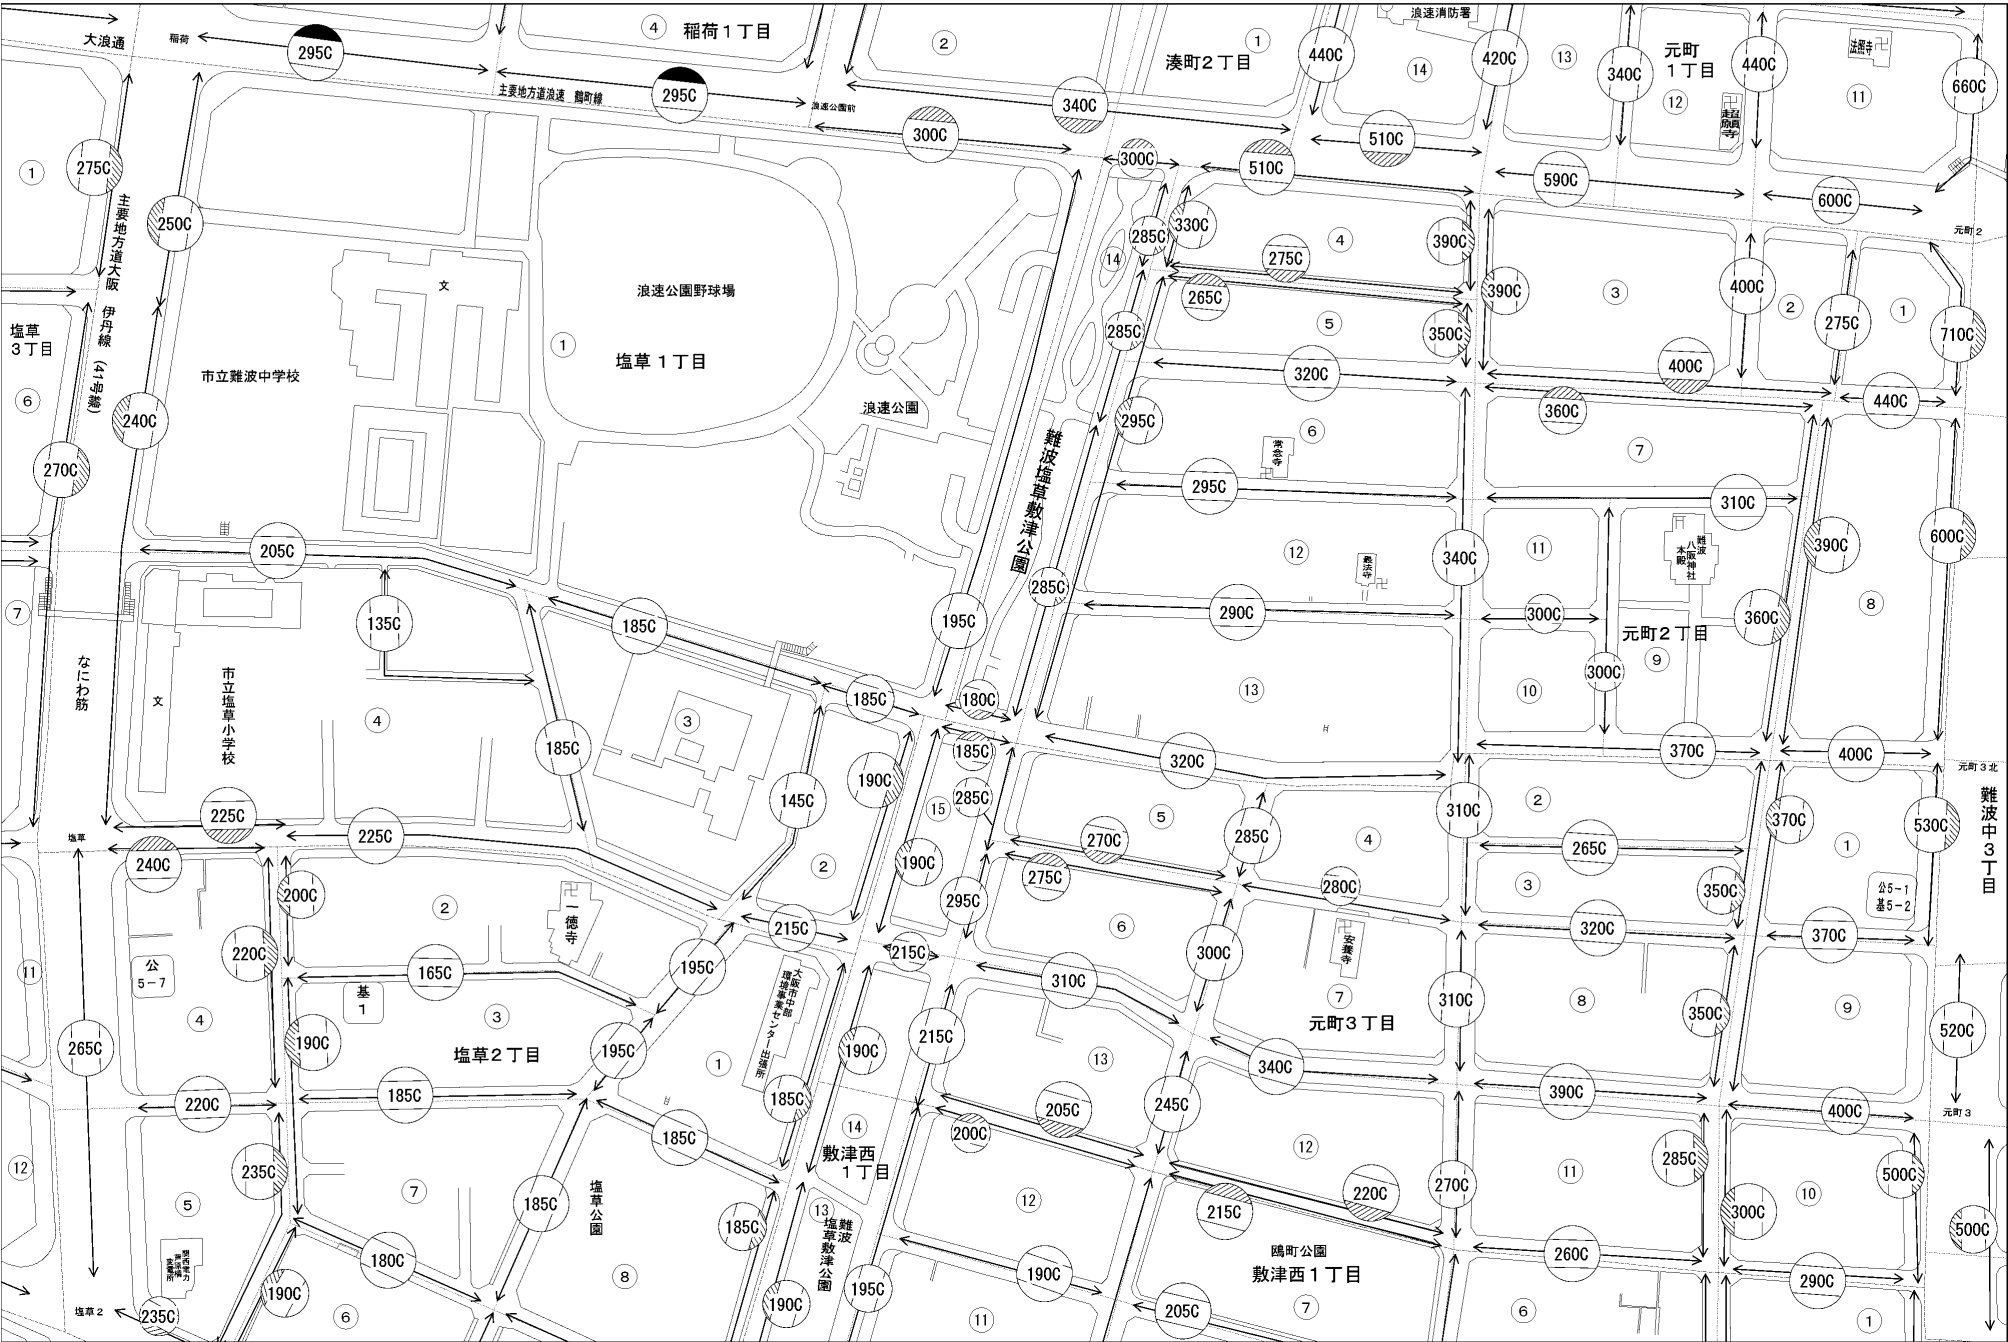 ④ 稲荷1丁目
②
①
湊町2丁目
浪速消防署
⑭
⑬
元町
1丁目
⑫
法照寺
⑪
大浪通
稲荷
295C
295C
主要地方道浪速 鶴町線
浪速公園前
340C
440C
420C
340C
440C
660C
超願寺
300C
300C
510C
510C
590C
600C
元町2
①
275C
250C
主要地方道大阪 伊丹線 (41号線)
文
浪速公園野球場
①
塩草1丁目
市立難波中学校
浪速公園
塩草
3丁目
⑥
240C
270C
285C
330C
⑭
④
275C
265C
390C
390C
③
400C
②
275C
①
710C
285C
⑤
350C
320C
400C
360C
440C
295C
⑥
常念寺
⑦
難波塩草敷津公園
295C
310C
205C
⑫
最法寺
340C
⑪
難波
八阪神社
本殿
390C
600C
⑦
135C
185C
195C
285C
290C
300C
360C
⑧
元町2丁目
⑨
300C
なにわ筋
文
市立塩草小学校
④
③
185C
180C
⑬
⑩
185C
185C
320C
370C
400C
元町3北
185C
145C
190C
⑮
285C
225C
225C
塩草
240C
⑤
285C
④
310C
②
370C
①
530C
難波中3丁目
270C
275C
265C
②
190C
200C
②
一徳寺
295C
280C
③
350C
公5-1
基5-2
220C
215C
215C
⑥
300C
安養寺
320C
370C
⑪
公
5-7
165C
195C
大阪市中部
環境事業センター出張所
310C
④
基
1
③
⑦
元町3丁目
310C
⑧
350C
⑨
520C
265C
190C
塩草2丁目
195C
①
190C
215C
⑬
340C
390C
220C
185C
185C
205C
245C
400C
元町3
185C
⑭
200C
⑫
敷津西
1丁目
⑫
235C
⑦
185C
塩草公園
⑤
220C
270C
⑪
285C
⑩
500C
215C
300C
185C
⑬
難波
塩草敷津公園
500C
関西電力
180C
190C
鴎町公園
敷津西1丁目
260C
290C
190C
⑧
190C
195C
塩草2
235C
⑥
⑪
205C
⑦
⑥
①